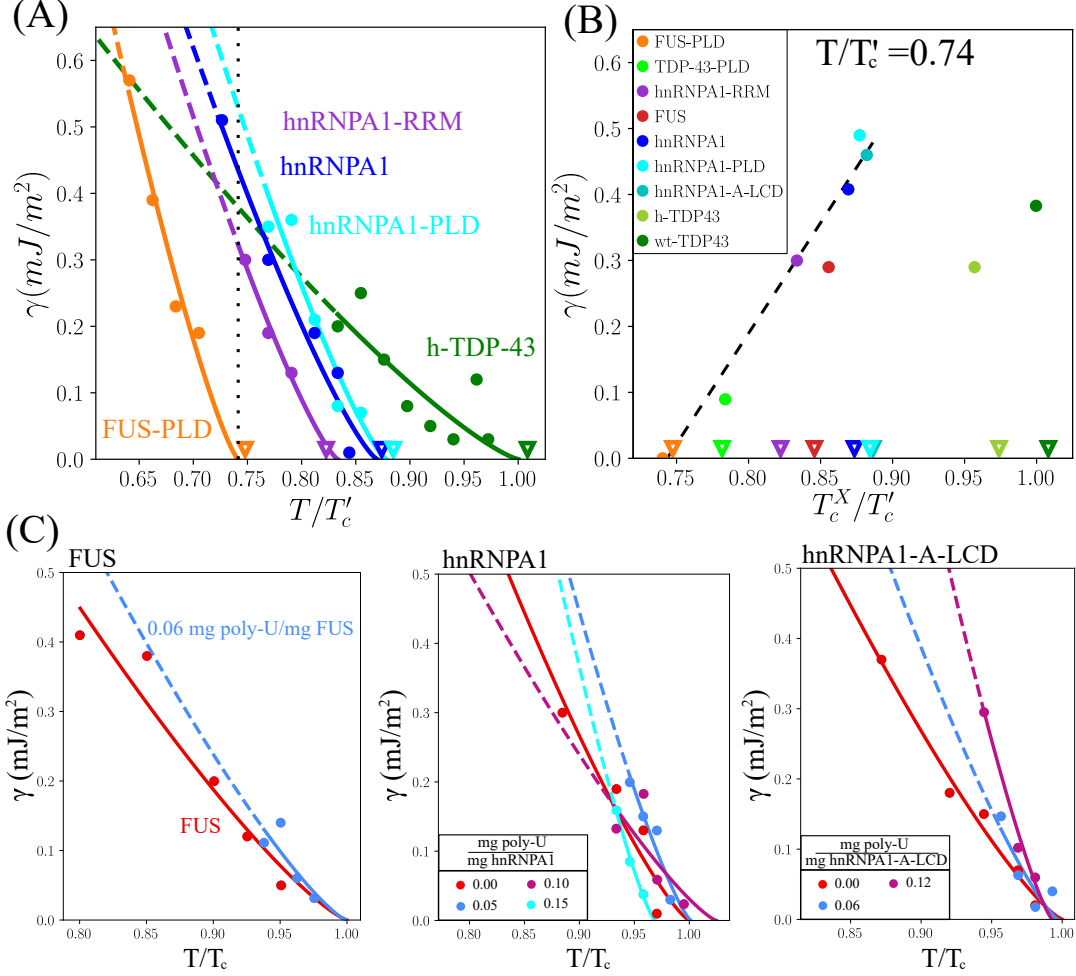 (A)
0.6
0.5
0.4
0.3
0.2
0.1
0.0
γ(mJ/m²)
hnRNPA1-RRM
hnRNPA1
hnRNPA1-PLD
h-TDP-43
FUS-PLD
0.65 0.70 0.75 0.80 0.85 0.90 0.95 1.00
T/T'c
(B)
T/T'c =0.74
FUS-PLD
TDP-43-PLD
hnRNPA1-RRM
FUS
hnRNPA1
hnRNPA1-PLD
hnRNPA1-A-LCD
h-TDP43
wt-TDP43
0.6
0.5
0.4
0.3
0.2
0.1
0.0
γ(mJ/m²)
0.75 0.80 0.85 0.90 0.95 1.00
T_c^X/T'_c
(C)
FUS
0.5
0.4
0.3
0.2
0.1
0.0
γ (mJ/m²)
0.06 mg poly-U/mg FUS
FUS
0.80 0.85 0.90 0.95 1.00
T/Tc
hnRNPA1
0.5
0.4
0.3
0.2
0.1
0.0
γ (mJ/m²)
mg poly-U
mg hnRNPA1
0.00 0.10
0.05 0.15
0.80 0.85 0.90 0.95 1.00
T/Tc
hnRNPA1-A-LCD
0.5
0.4
0.3
0.2
0.1
0.0
γ (mJ/m²)
mg poly-U
mg hnRNPA1-A-LCD
0.00 0.12
0.06
0.85 0.90 0.95 1.00
T/Tc